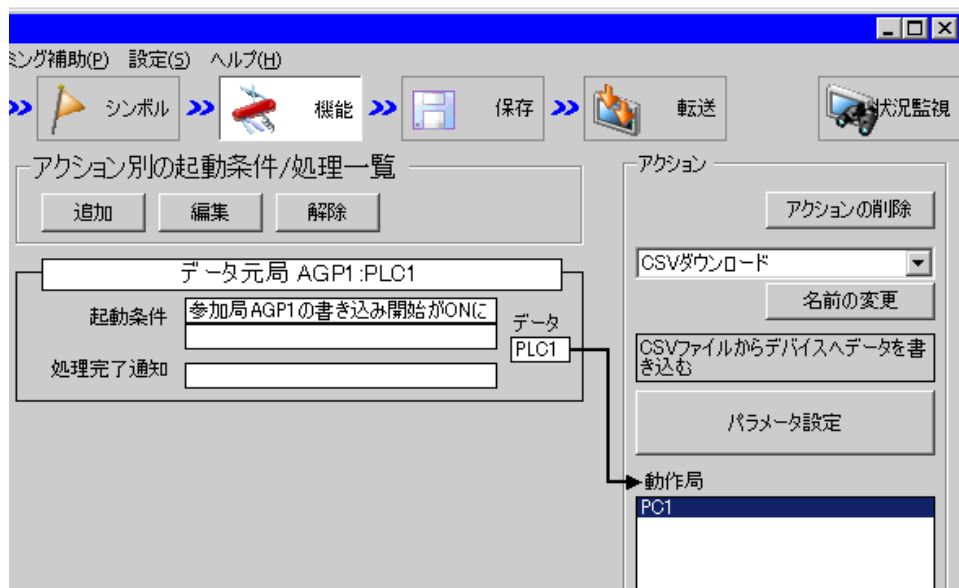 ミング補助(P) 設定(S) ヘルプ(H)
シンボル 機能 保存 転送 状況監視
アクション別の起動条件/処理一覧
追加 編集 解除
データ元局 AGP1:PLC1
起動条件
参加局AGP1の書き込み開始がONに
データ
PLC1
処理完了通知
アクション
アクションの削除
CSVダウンロード
名前の変更
CSVファイルからデバイスへデータを書
き込む
パラメータ設定
動作局
PC1